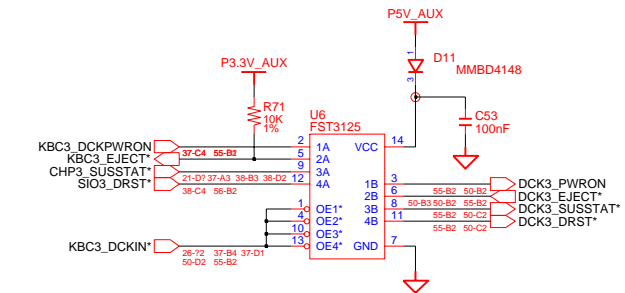 P5V_AUX
1
D11
MMBD4148
3
P3.3V_AUX
R71
10K
1%
C53
100nF
U6
FST3125
KBC3_DCKPWRON
2
1A
VCC
14
37-C4 55-B2
KBC3_EJECT*
5
2A
CHP3_SUSSTAT*
9
3A
21-D? 37-A3 38-B3 38-D2
SIO3_DRST*
12
4A
38-C4 56-B2
1B
3
DCK3_PWRON
55-B2 50-B2
2B
6
DCK3_EJECT*
50-B3 50-B2 50-B2
3B
8
DCK3_SUSSTAT*
55-B2 50-C2
4B
11
DCK3_DRST*
55-B2 50-C2
1
OE1*
4
OE2*
10
OE3*
13
OE4*
GND
7
KBC3_DCKIN*
26-?2 37-B4 37-D1
50-D2 55-B2